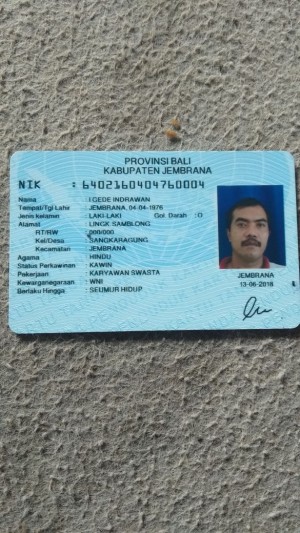 PROVINSI BALI
KABUPATEN JEMBRANA
NIK : 6402160404760004
Nama : I GEDE INDRAWAN
Tempat/Tgl Lahir : JEMBRANA, 04-04-1976
Jenis kelamin : LAKI-LAKI Gol. Darah : O
Alamat : LINGK SAMBLONG
RT/RW : 000/000
Kel/Desa : SANGKARAGUNG
Kecamatan : JEMBRANA
Agama : HINDU
Status Perkawinan : KAWIN
Pekerjaan : KARYAWAN SWASTA
Kewarganegaraan : WNI
Berlaku Hingga : SEUMUR HIDUP
JEMBRANA
13-06-2018